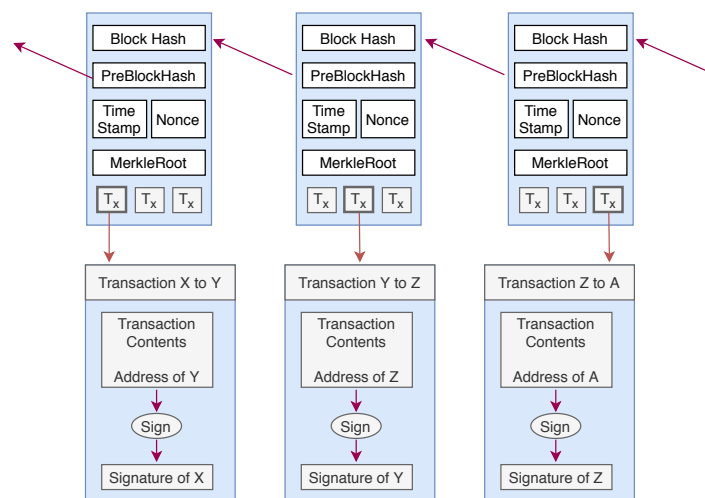 Block Hash
PreBlockHash
Time
Stamp
Nonce
MerkleRoot
Tx Tx Tx
Block Hash
PreBlockHash
Time
Stamp
Nonce
MerkleRoot
Tx Tx Tx
Block Hash
PreBlockHash
Time
Stamp
Nonce
MerkleRoot
Tx Tx Tx
Transaction X to Y
Transaction
Contents
Address of Y
Sign
Signature of X
Transaction Y to Z
Transaction
Contents
Address of Z
Sign
Signature of Y
Transaction Z to A
Transaction
Contents
Address of A
Sign
Signature of Z